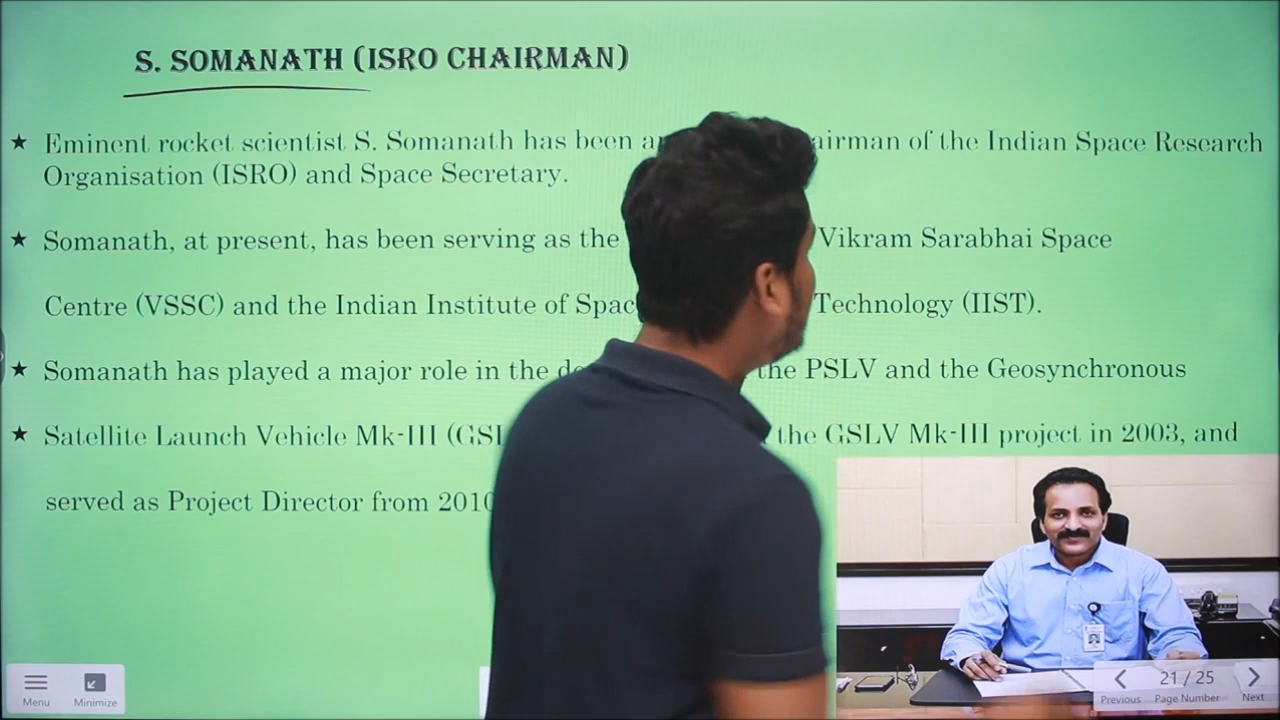 S. SOMANATH (ISRO CHAIRMAN)
★ Eminent rocket scientist S. Somanath has been of the Indian Space Research
Organisation (ISRO) and Space Secretary.
★ Somanath, at present, has been serving as the Vikram Sarabhai Space
Centre (VSSC) and the Indian Institute of Technology (IIST).
★ Somanath has played a major role in the the PSLV and the Geosynchronous
★ Satellite Launch Vehicle Mk-III the GSLV Mk-III project in 2003, and
served as Project Director from 2010
Menu
Minimize
21 / 25
Previous Page Number Next